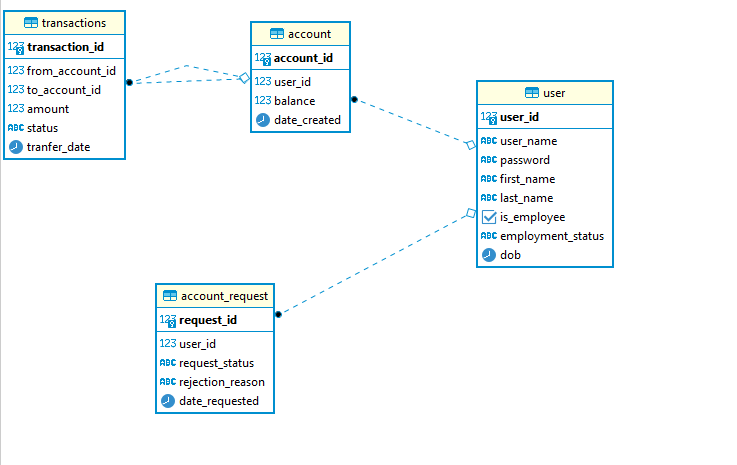 transactions
123 transaction_id
123 from_account_id
123 to_account_id
123 amount
ABC status
tranfer_date
account
123 account_id
123 user_id
123 balance
date_created
user
123 user_id
ABC user_name
ABC password
ABC first_name
ABC last_name
is_employee
ABC employment_status
dob
account_request
123 request_id
123 user_id
ABC request_status
ABC rejection_reason
date_requested